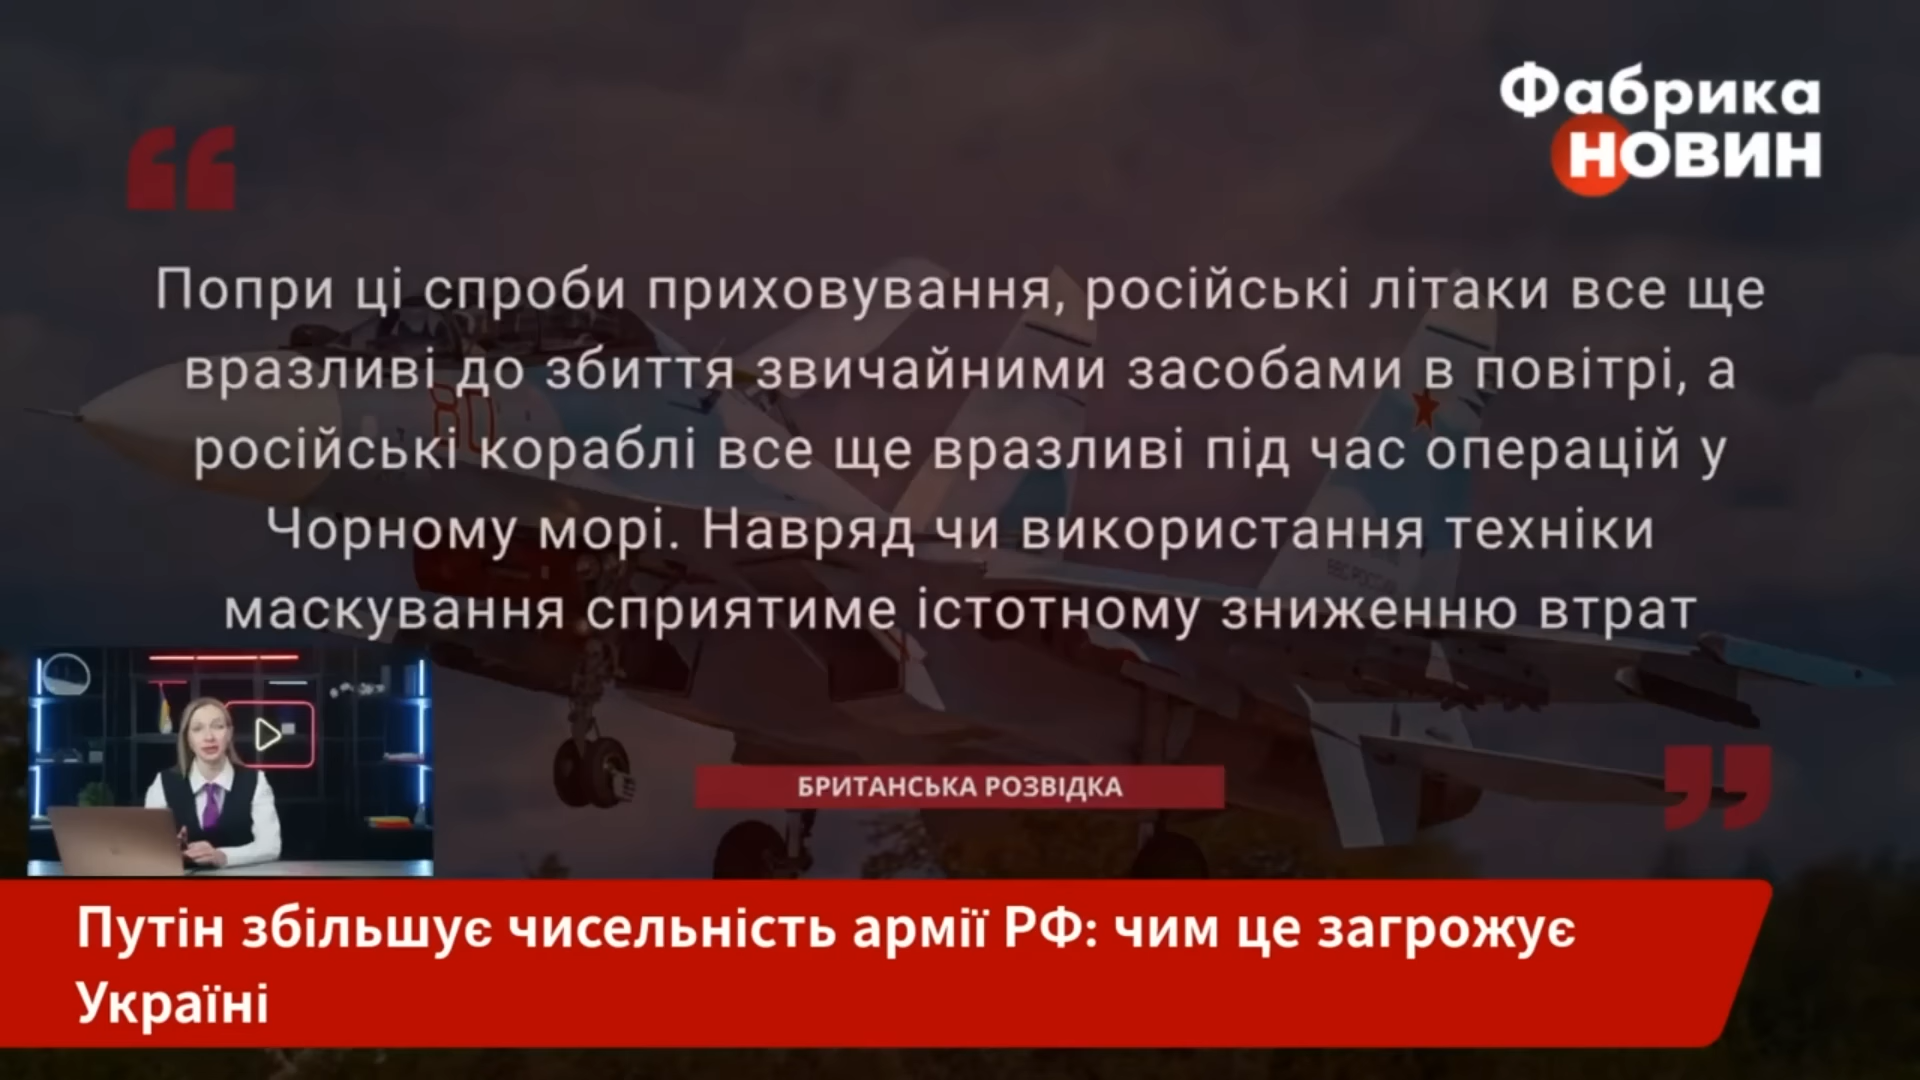 Фабрика
НОВИН
Попри ці спроби приховування, російські літаки все ще
вразливі до збиття звичайними засобами в повітрі, а
російські кораблі все ще вразливі під час операцій у
Чорному морі. Навряд чи використання техніки
маскування сприятиме істотному зниженню втрат
80
БРИТАНСЬКА РОЗВІДКА
Путін збільшує чисельність армії РФ: чим це загрожує
Україні